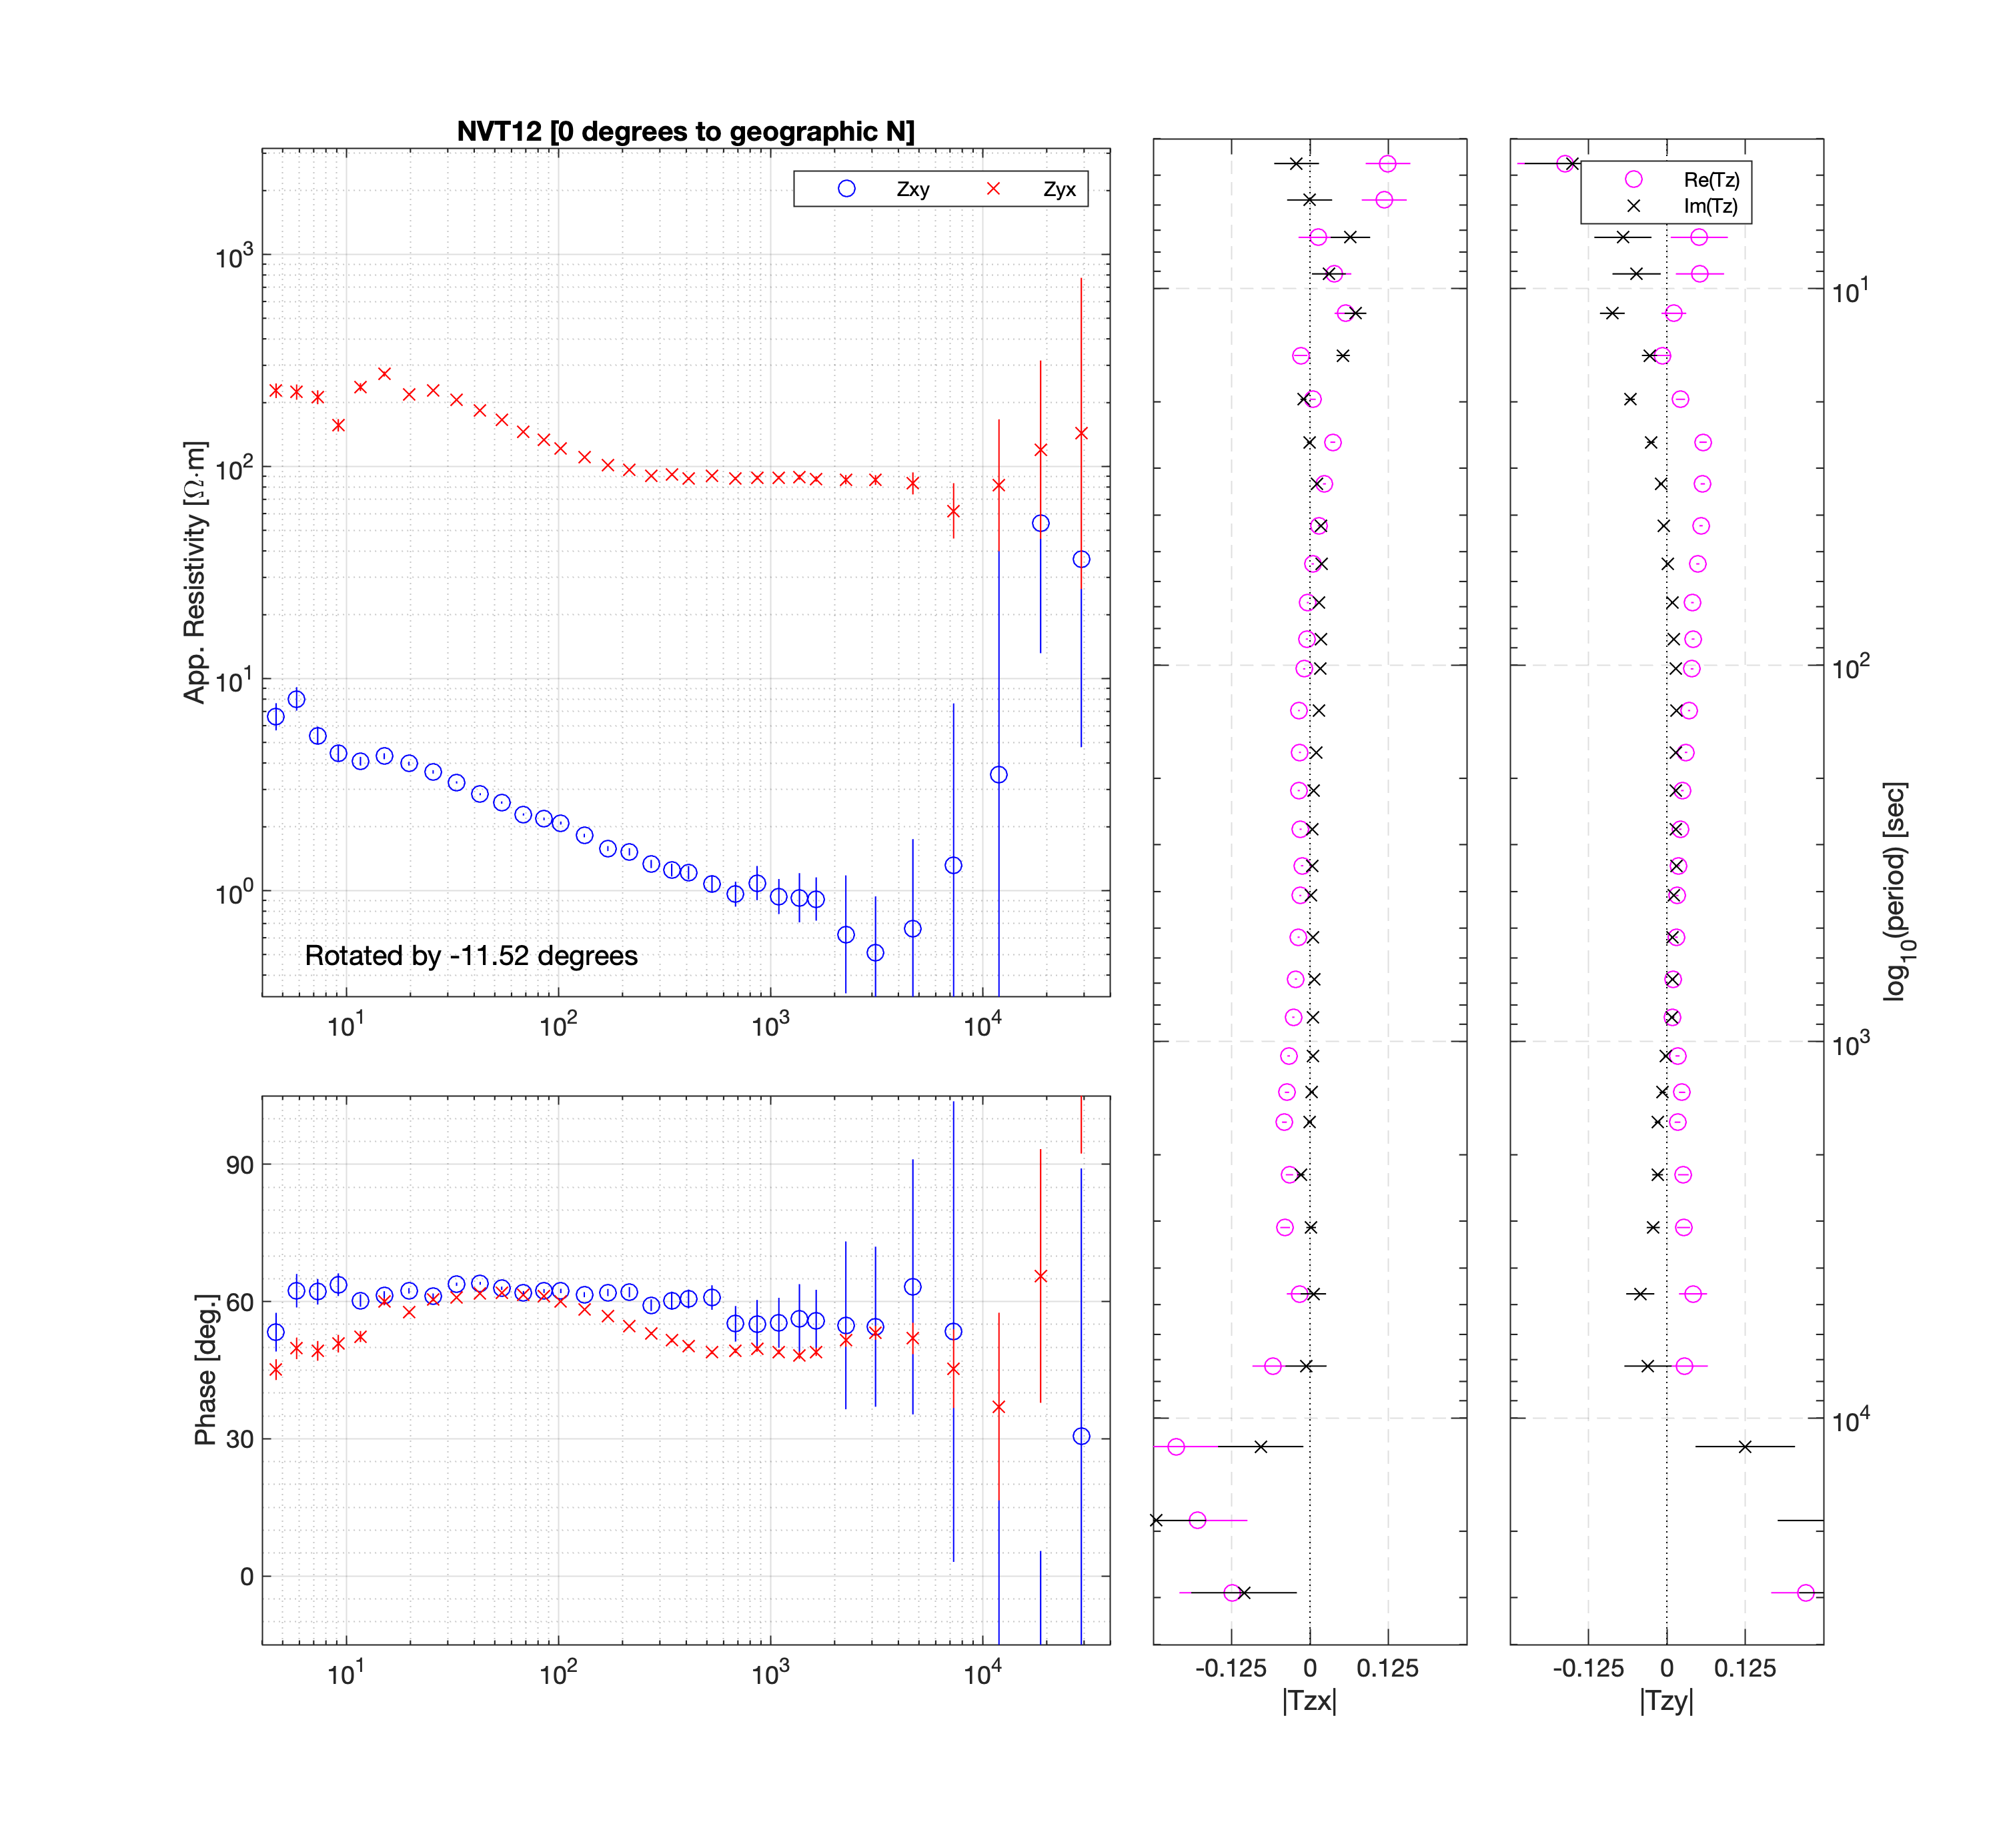 NVT12 [0 degrees to geographic N]
Zxy Zyx
App. Resistivity [Ω·m]
10³
10²
10¹
10⁰
Rotated by -11.52 degrees
10¹ 10² 10³ 10⁴
Phase [deg.]
90
60
30
0
10¹ 10² 10³ 10⁴
-0.125 0 0.125
|Tzx|
Re(Tz)
Im(Tz)
10¹
10²
10³
10⁴
log₁₀(period) [sec]
-0.125 0 0.125
|Tzy|